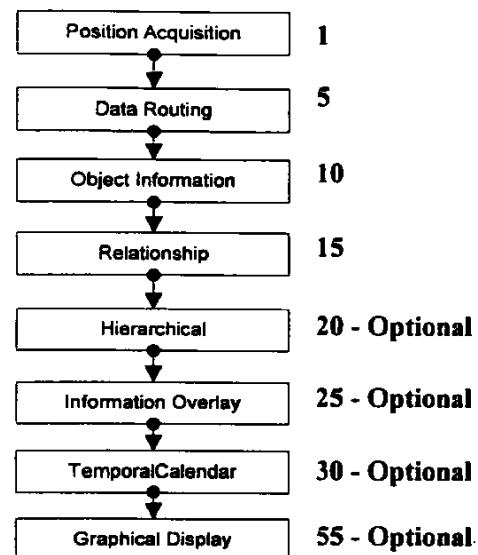 Position Acquisition 1
Data Routing 5
Object Information 10
Relationship 15
Hierarchical 20 - Optional
Information Overlay 25 - Optional
TemporalCalendar 30 - Optional
Graphical Display 55 - Optional